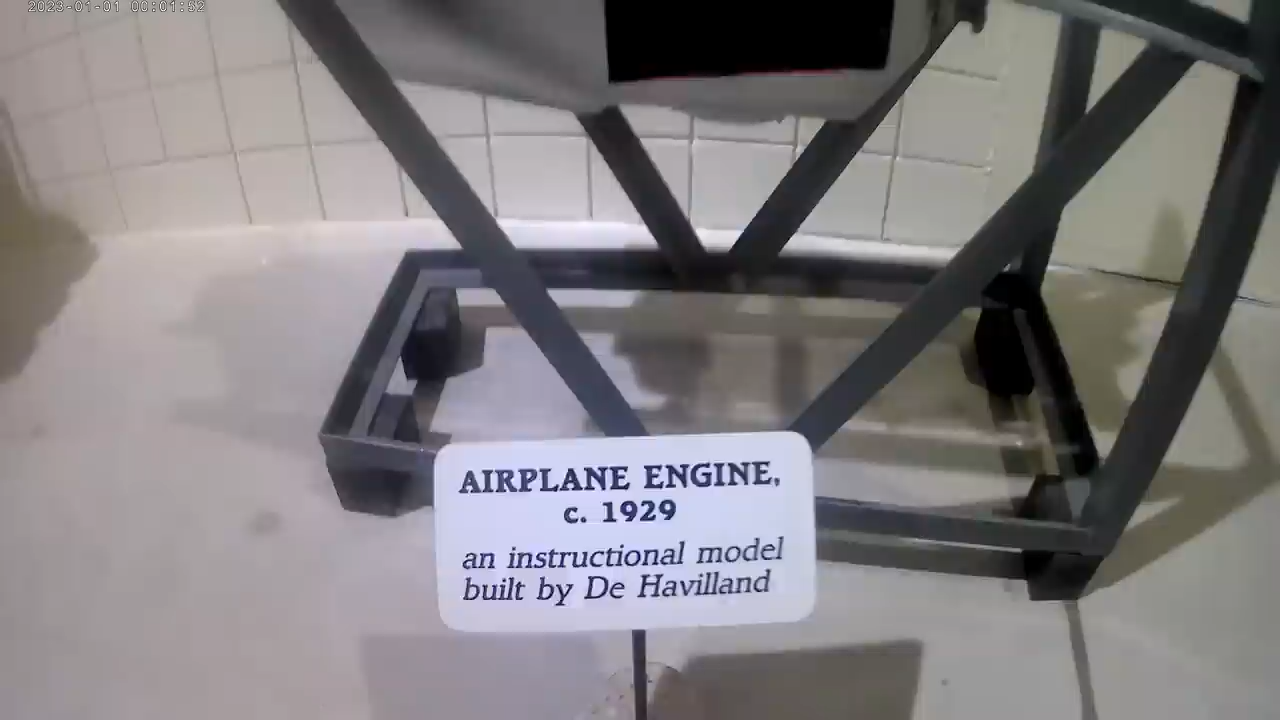 2023-01-01 00:01:52
AIRPLANE ENGINE,
c. 1929
an instructional model
built by De Havilland